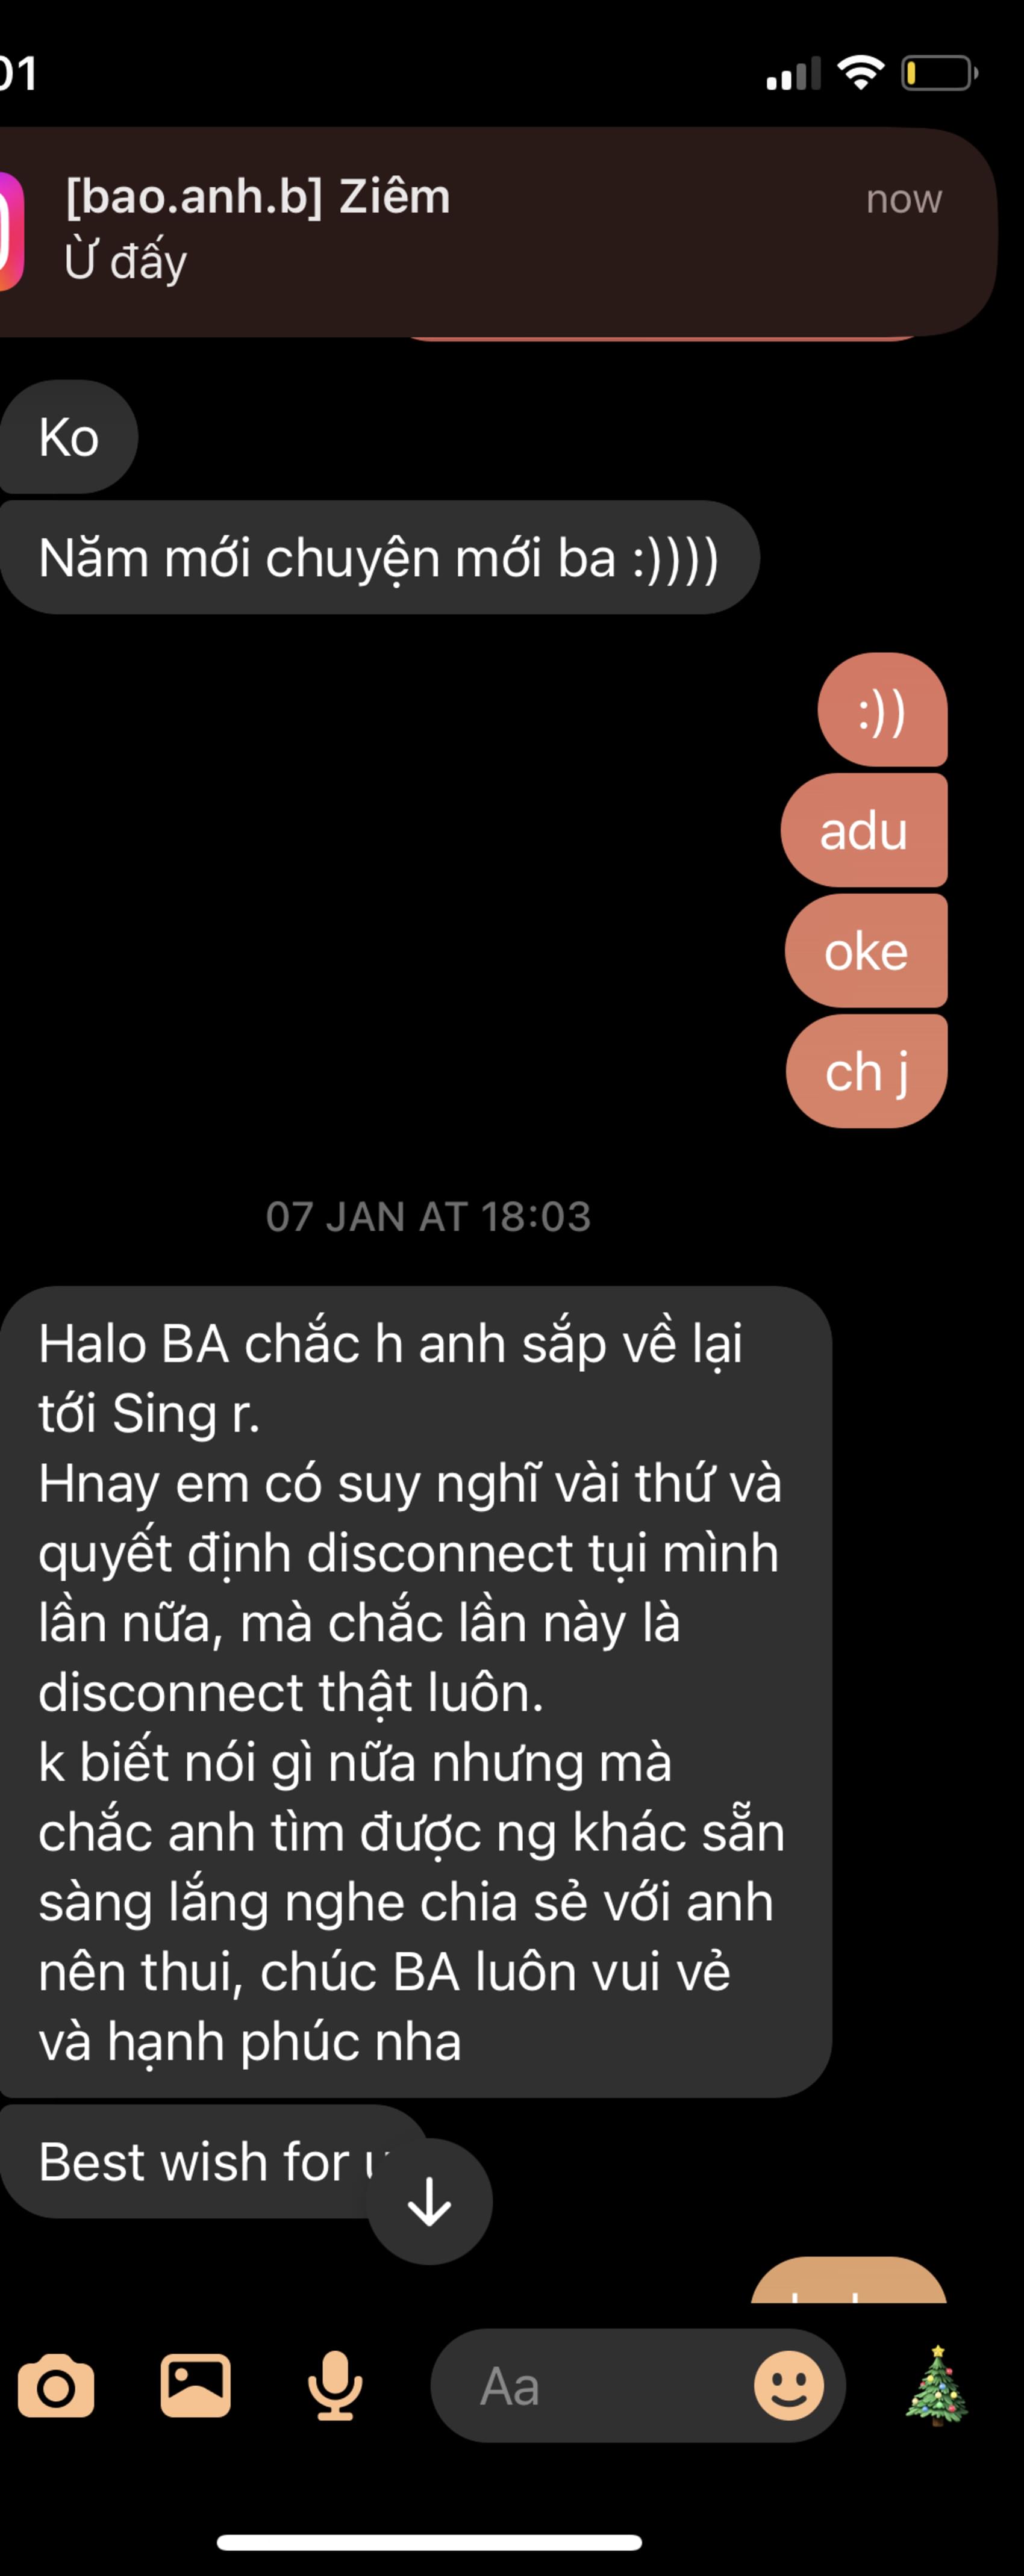 01
[bao.anh.b] Ziêm
now
Ừ đấy
Ko
Năm mới chuyện mới ba :))))
:))
adu
oke
ch j
07 JAN AT 18:03
Halo BA chắc h anh sắp về lại
tới Sing r.
Hnay em có suy nghĩ vài thứ và
quyết định disconnect tụi mình
lần nữa, mà chắc lần này là
disconnect thật luôn.
k biết nói gì nữa nhưng mà
chắc anh tìm được ng khác sẵn
sàng lắng nghe chia sẻ với anh
nên thui, chúc BA luôn vui vẻ
và hạnh phúc nha
Best wish for
Aa